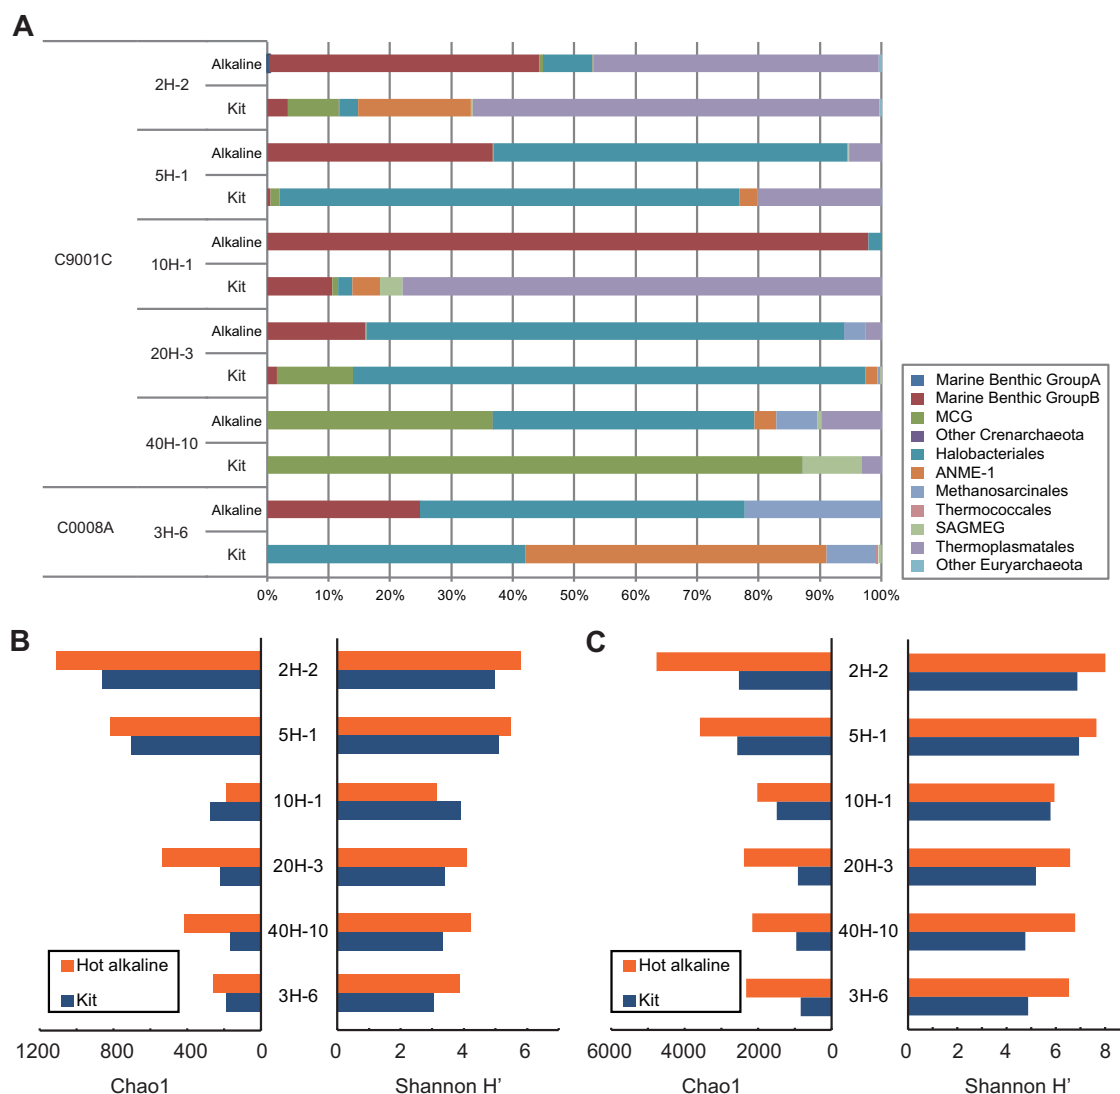 A
C9001C
2H-2
Alkaline
Kit
5H-1
Alkaline
Kit
10H-1
Alkaline
Kit
20H-3
Alkaline
Kit
40H-10
Alkaline
Kit
C0008A
3H-6
Alkaline
Kit
0% 10% 20% 30% 40% 50% 60% 70% 80% 90% 100%
Marine Benthic GroupA
Marine Benthic GroupB
MCG
Other Crenarchaeota
Halobacteriales
ANME-1
Methanosarcinales
Thermococcales
SAGMEG
Thermoplasmatales
Other Euryarchaeota
B
2H-2
5H-1
10H-1
20H-3
40H-10
3H-6
Hot alkaline
Kit
1200 800 400 0
Chao1
0 2 4 6
Shannon H’
C
2H-2
5H-1
10H-1
20H-3
40H-10
3H-6
Hot alkaline
Kit
6000 4000 2000 0
Chao1
0 2 4 6 8
Shannon H’